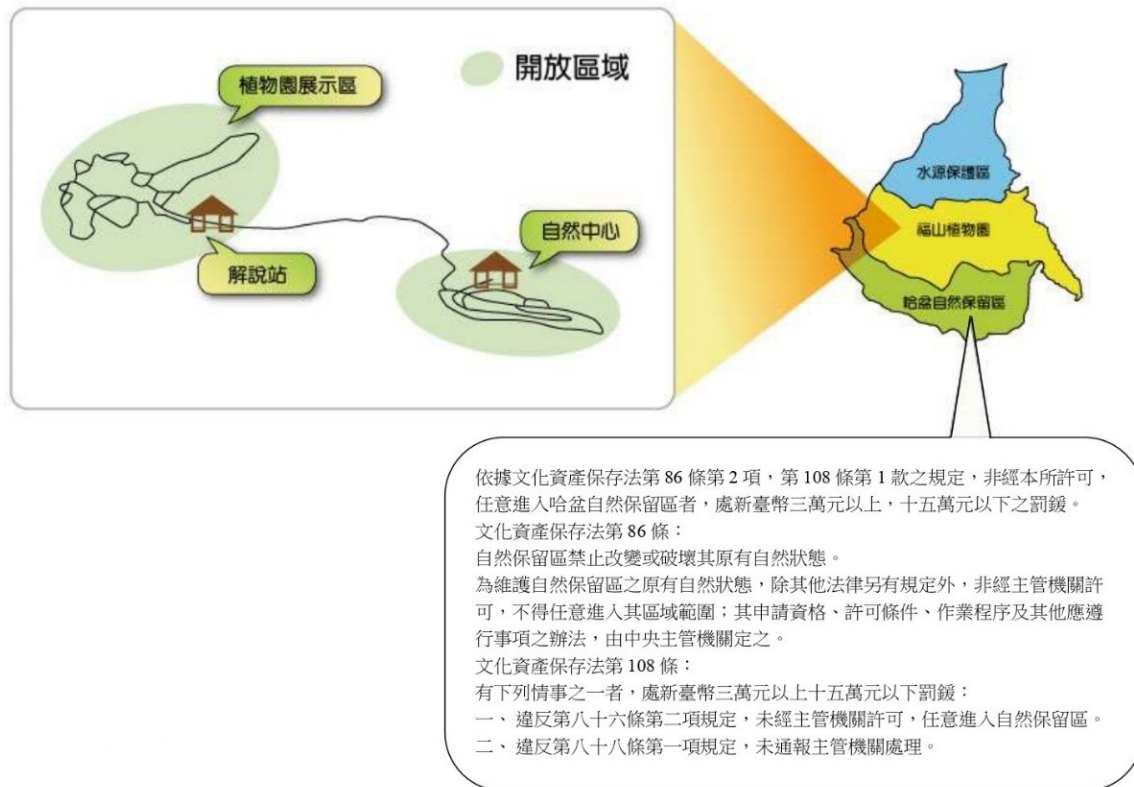 開放區域
植物園展示區
解說站
自然中心
水源保護區
福山植物園
哈盆自然保留區
依據文化資產保存法第 86 條第 2 項，第 108 條第 1 款之規定，非經本所許可，
任意進入哈盆自然保留區者，處新臺幣三萬元以上，十五萬元以下之罰鍰。
文化資產保存法第 86 條：
自然保留區禁止改變或破壞其原有自然狀態。
為維護自然保留區之原有自然狀態，除其他法律另有規定外，非經主管機關許
可，不得任意進入其區域範圍；其申請資格、許可條件、作業程序及其他應遵
行事項之辦法，由中央主管機關定之。
文化資產保存法第 108 條：
有下列情事之一者，處新臺幣三萬元以上十五萬元以下罰鍰：
一、 違反第八十六條第二項規定，未經主管機關許可，任意進入自然保留區。
二、 違反第八十八條第一項規定，未通報主管機關處理。